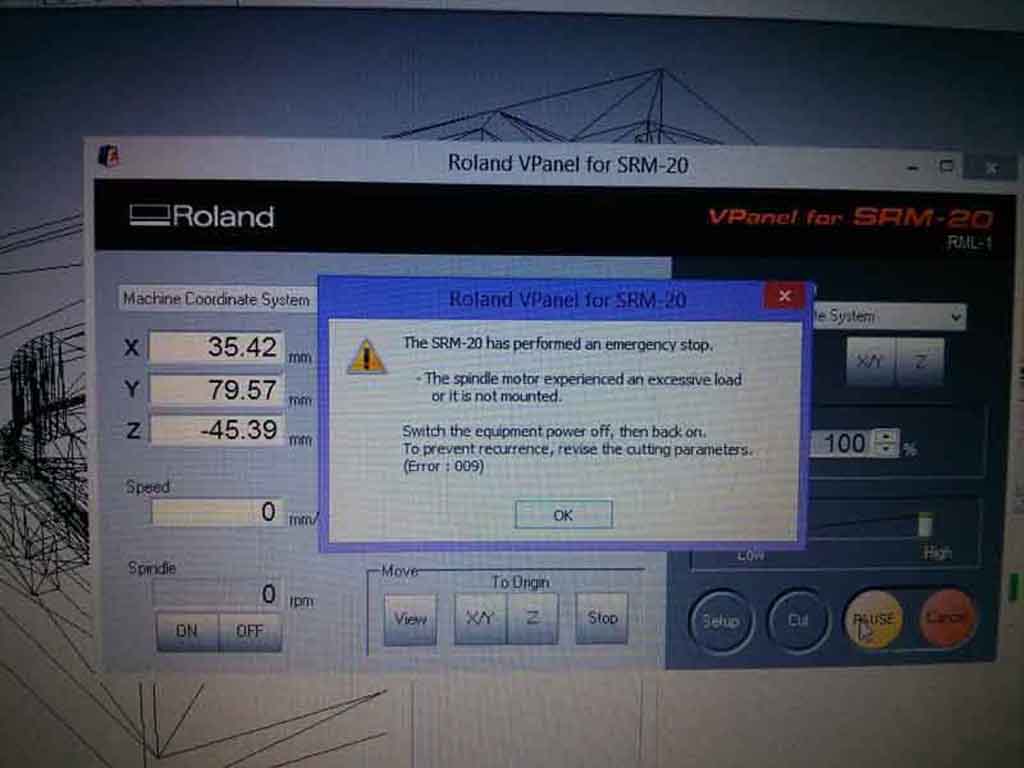 Roland VPanel for SRM-20
Roland
VPanel for SRM-20
RML-1
Machine Coordinate System
X 35.42 mm
Y 79.57 mm
Z -45.39 mm
Speed
0 mm/
Spindle
0 rpm
ON OFF
Roland VPanel for SRM-20
The SRM-20 has performed an emergency stop.
- The spindle motor experienced an excessive load
or it is not mounted.
Switch the equipment power off, then back on.
To prevent recurrence, revise the cutting parameters.
(Error : 009)
OK
Move
To Origin
View X/Y Z Stop
te System
X/Y Z
100 %
Low High
Setup Cut PAUSE Cancel